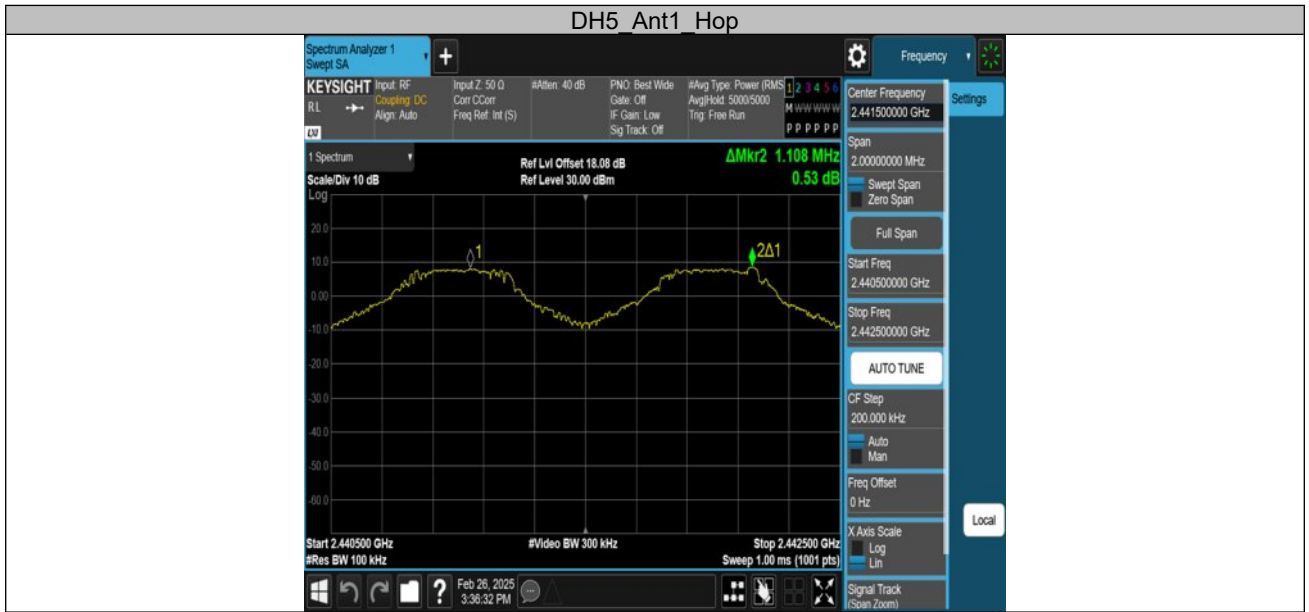 DH5_Ant1_Hop
Spectrum Analyzer 1
Swept SA
+
Frequency
KEYSIGHT
RL
LXI
Input: RF
Coupling: DC
Align: Auto
Input Z: 50 Ω
Corr CCorr
Freq Ref: Int (S)
#Atten: 40 dB
PNO: Best Wide
Gate: Off
IF Gain: Low
Sig Track: Off
#Avg Type: Power (RMS
Avg|Hold: 5000/5000
Trig: Free Run
1 2 3 4 5 6
M W W W W W
P P P P P P
1 Spectrum
Scale/Div 10 dB
Log
Ref Lvl Offset 18.08 dB
Ref Level 30.00 dBm
ΔMkr2 1.108 MHz
0.53 dB
20.0
10.0
0.00
-10.0
-20.0
-30.0
-40.0
-50.0
-60.0
1
2Δ1
Start 2.440500 GHz
#Res BW 100 kHz
#Video BW 300 kHz
Stop 2.442500 GHz
Sweep 1.00 ms (1001 pts)
Center Frequency
2.441500000 GHz
Settings
Span
2.00000000 MHz
Swept Span
Zero Span
Full Span
Start Freq
2.440500000 GHz
Stop Freq
2.442500000 GHz
AUTO TUNE
CF Step
200.000 kHz
Auto
Man
Freq Offset
0 Hz
X Axis Scale
Log
Lin
Local
Signal Track
(Span Zoom)
?
Feb 26, 2025
3:36:32 PM